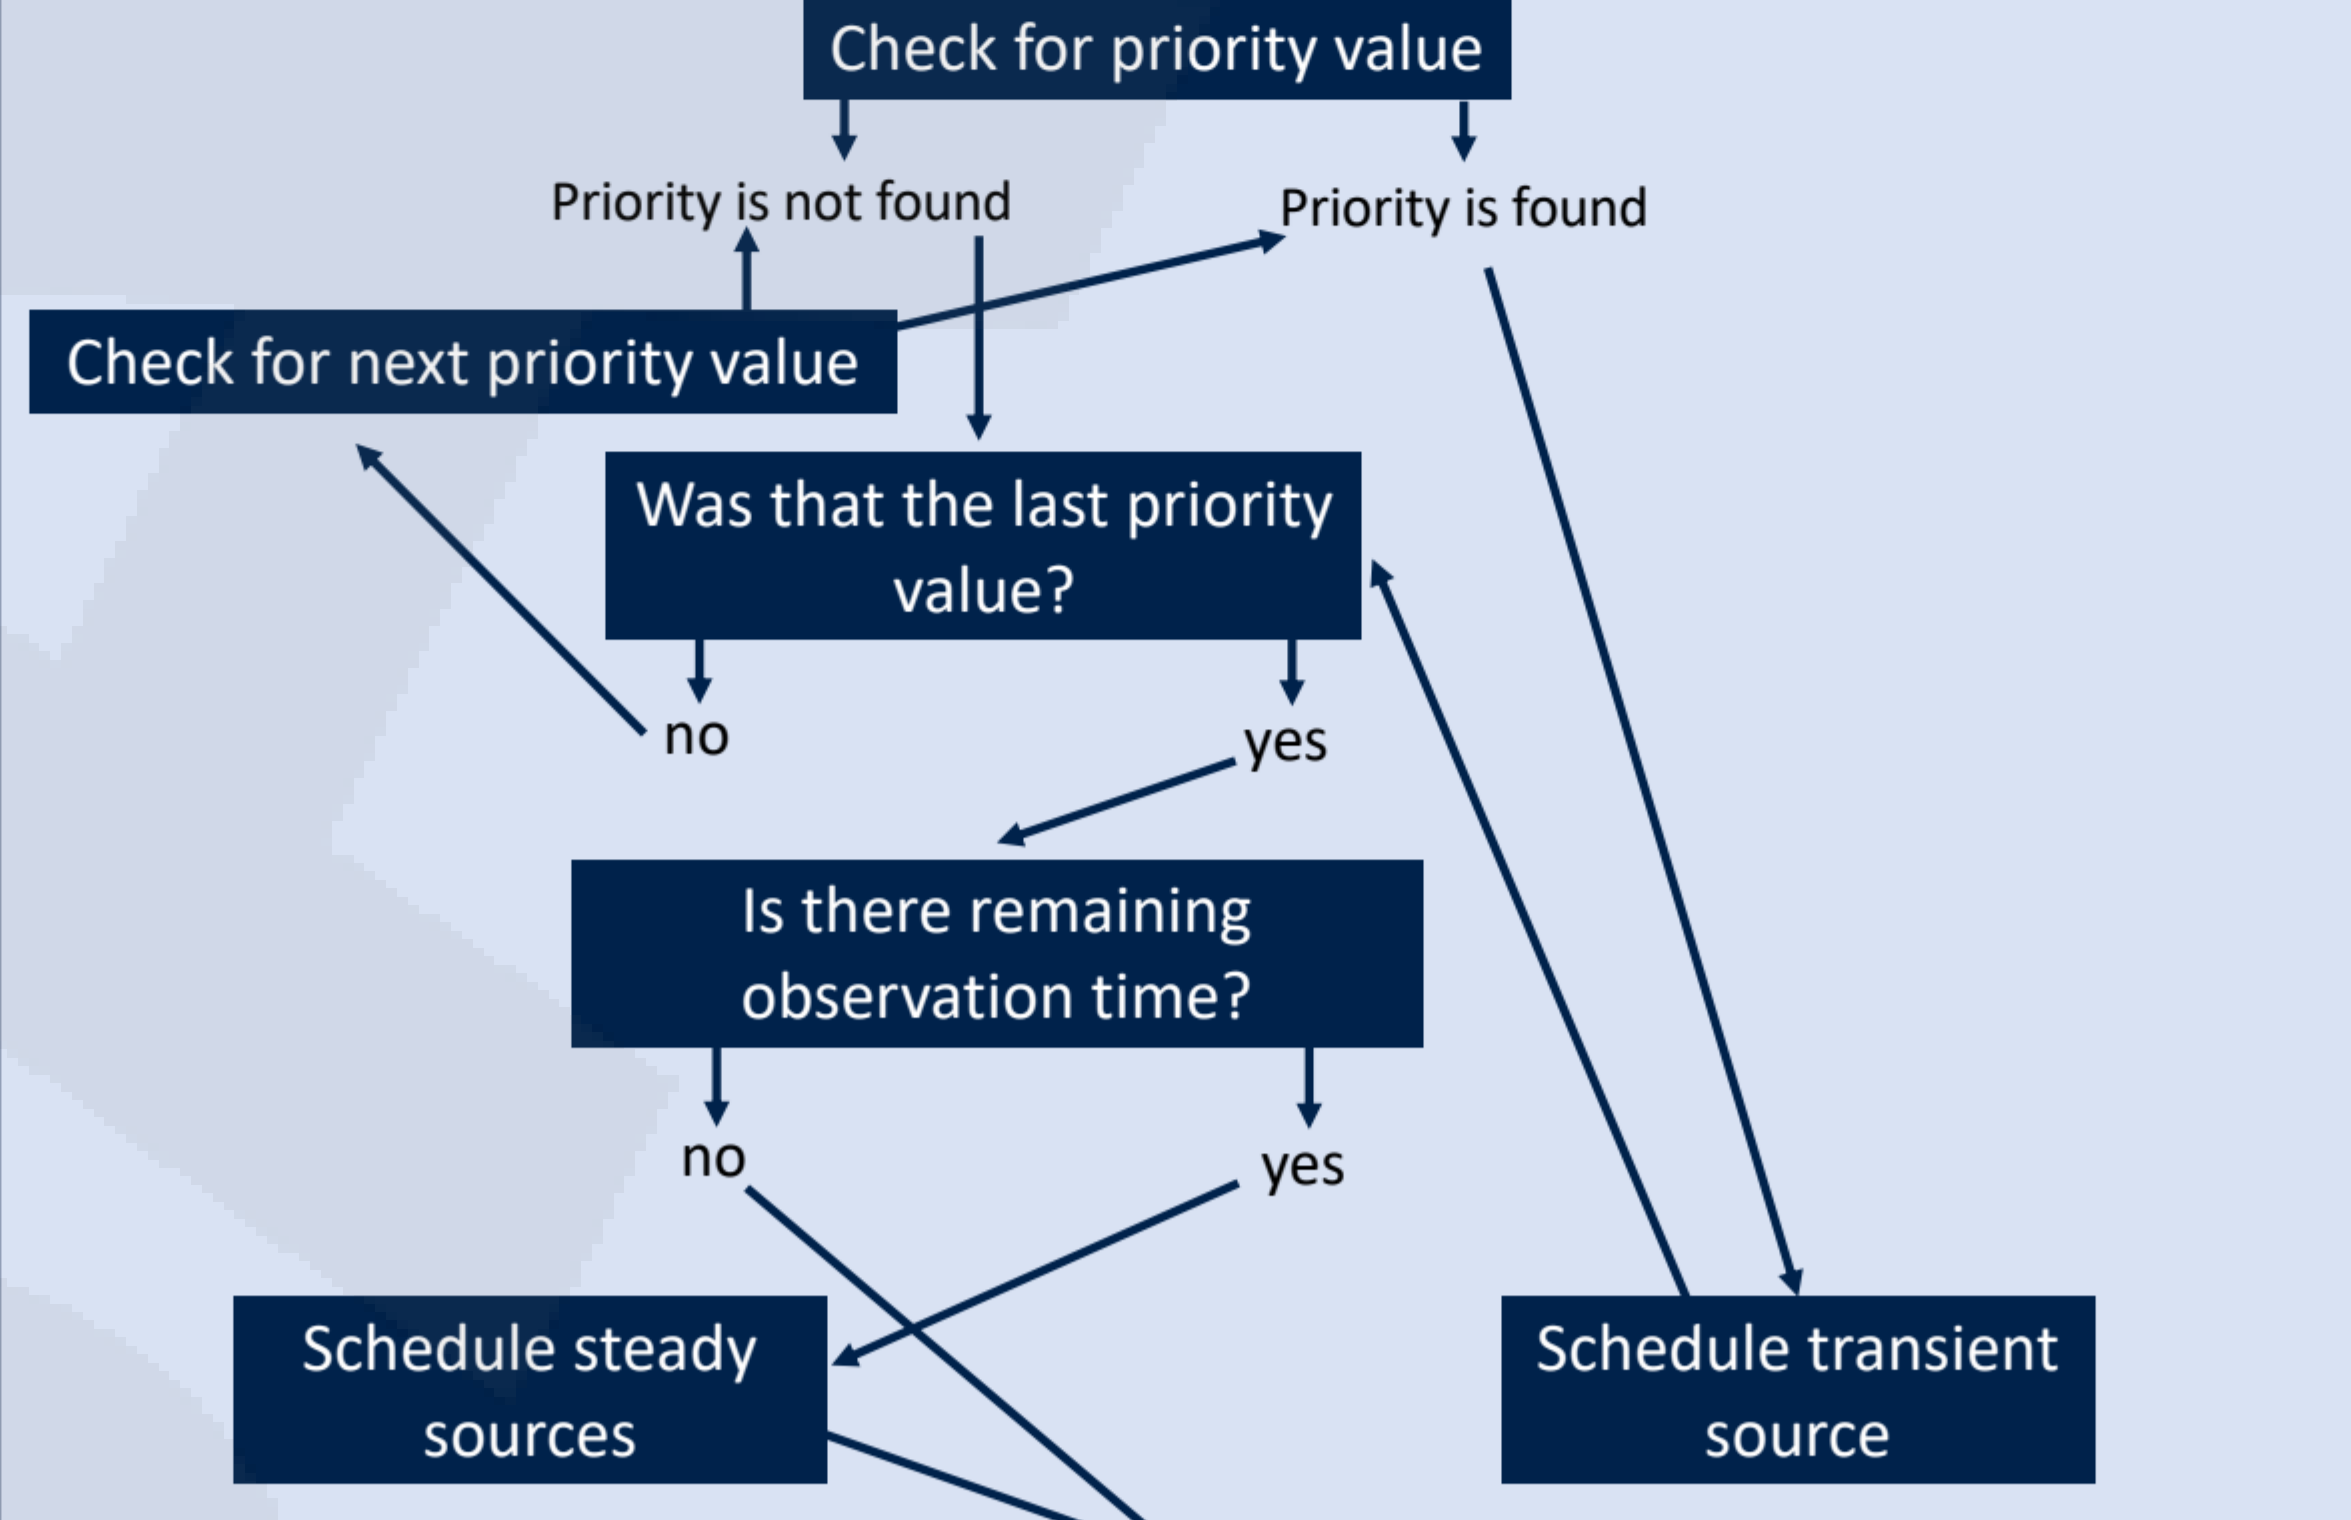 Check for priority value
Priority is not found
Priority is found
Check for next priority value
Was that the last priority
value?
no
yes
Is there remaining
observation time?
no
yes
Schedule steady
sources
Schedule transient
source